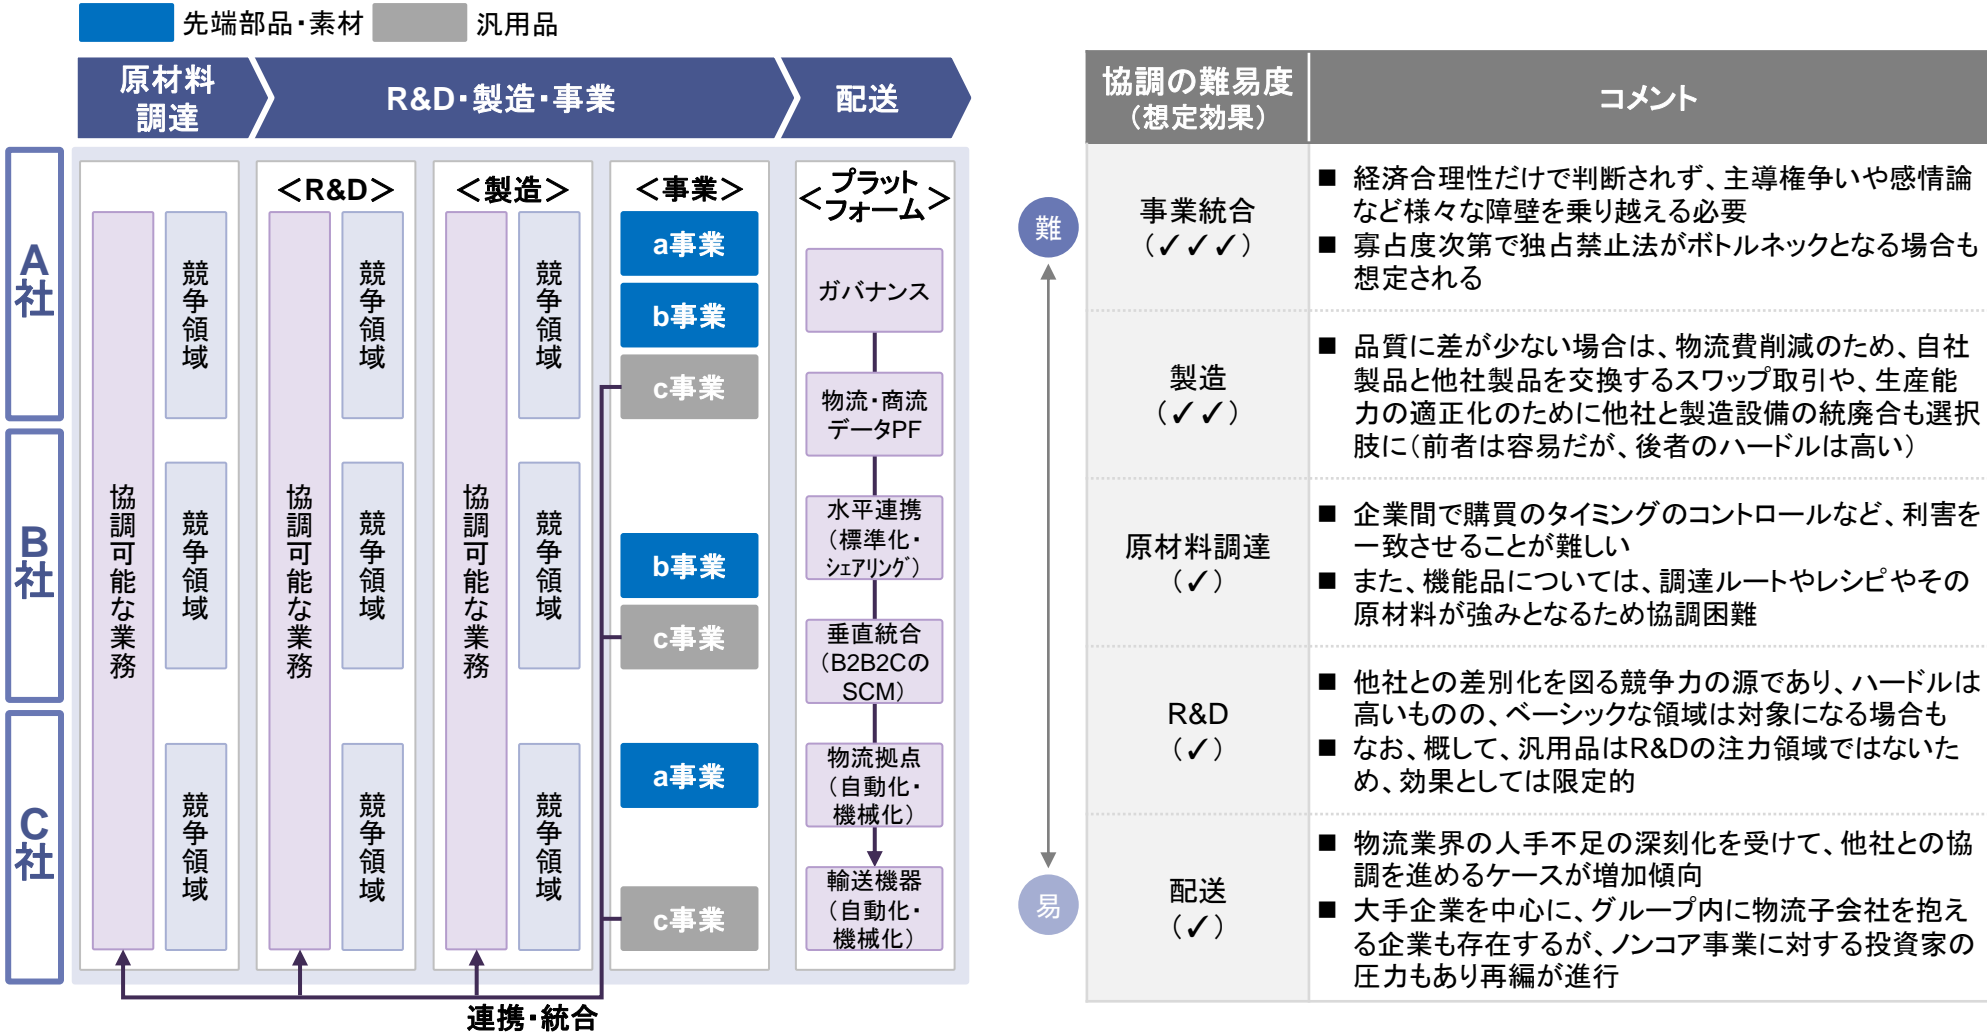 先端部品・素材
汎用品
原材料
調達
R&D・製造・事業
配送
A社
B社
C社
協調可能な業務
競争領域
競争領域
競争領域
＜R&D＞
協調可能な業務
競争領域
競争領域
競争領域
＜製造＞
協調可能な業務
競争領域
競争領域
競争領域
＜事業＞
a事業
b事業
c事業
b事業
c事業
a事業
c事業
＜プラット
フォーム＞
ガバナンス
物流・商流
データPF
水平連携
（標準化・
ｼｪｱﾘﾝｸﾞ）
垂直統合
（B2B2Cの
SCM）
物流拠点
（自動化・
機械化）
輸送機器
（自動化・
機械化）
連携・統合
難
易
協調の難易度
（想定効果）
コメント
事業統合
（✓✓✓）
■ 経済合理性だけで判断されず、主導権争いや感情論
など様々な障壁を乗り越える必要
■ 寡占度次第で独占禁止法がボトルネックとなる場合も
想定される
製造
（✓✓）
■ 品質に差が少ない場合は、物流費削減のため、自社
製品と他社製品を交換するスワップ取引や、生産能
力の適正化のために他社と製造設備の統廃合も選択
肢に（前者は容易だが、後者のハードルは高い）
原材料調達
（✓）
■ 企業間で購買のタイミングのコントロールなど、利害を
一致させることが難しい
■ また、機能品については、調達ルートやレシピやその
原材料が強みとなるため協調困難
R&D
（✓）
■ 他社との差別化を図る競争力の源であり、ハードルは
高いものの、ベーシックな領域は対象になる場合も
■ なお、概して、汎用品はR&Dの注力領域ではないた
め、効果としては限定的
配送
（✓）
■ 物流業界の人手不足の深刻化を受けて、他社との協
調を進めるケースが増加傾向
■ 大手企業を中心に、グループ内に物流子会社を抱え
る企業も存在するが、ノンコア事業に対する投資家の
圧力もあり再編が進行